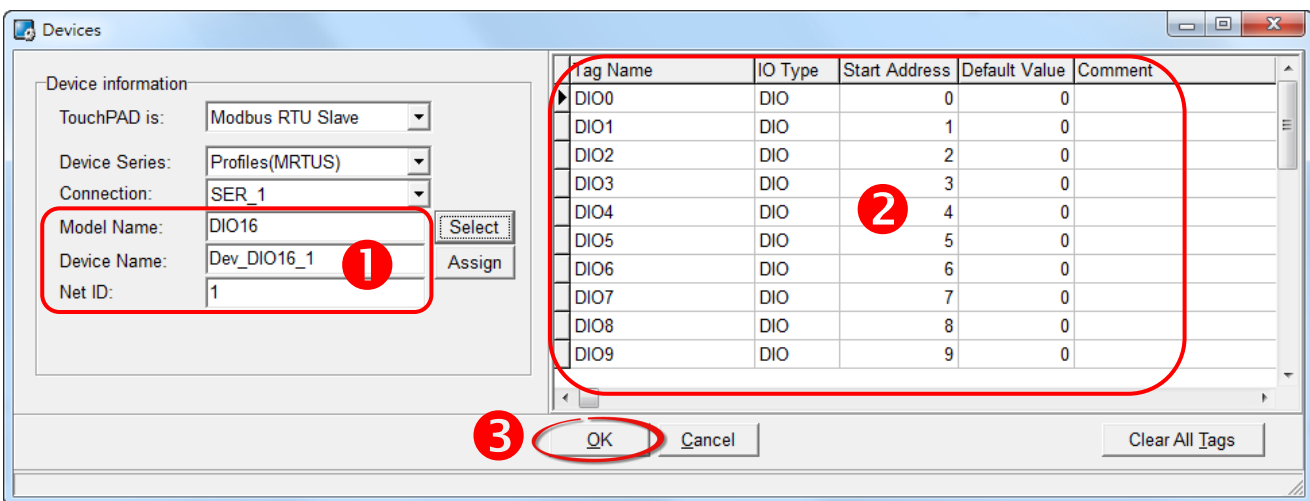 Devices
Device information
TouchPAD is: Modbus RTU Slave
Device Series: Profiles(MRTUS)
Connection: SER_1
Model Name: DIO16 Select
Device Name: Dev_DIO16_1 Assign
Net ID: 1
1
Tag Name IO Type Start Address Default Value Comment
DIO0 DIO 0 0
DIO1 DIO 1 0
DIO2 DIO 2 0
DIO3 DIO 3 0
DIO4 DIO 4 0
DIO5 DIO 5 0
DIO6 DIO 6 0
DIO7 DIO 7 0
DIO8 DIO 8 0
DIO9 DIO 9 0
2
3 OK Cancel Clear All Tags